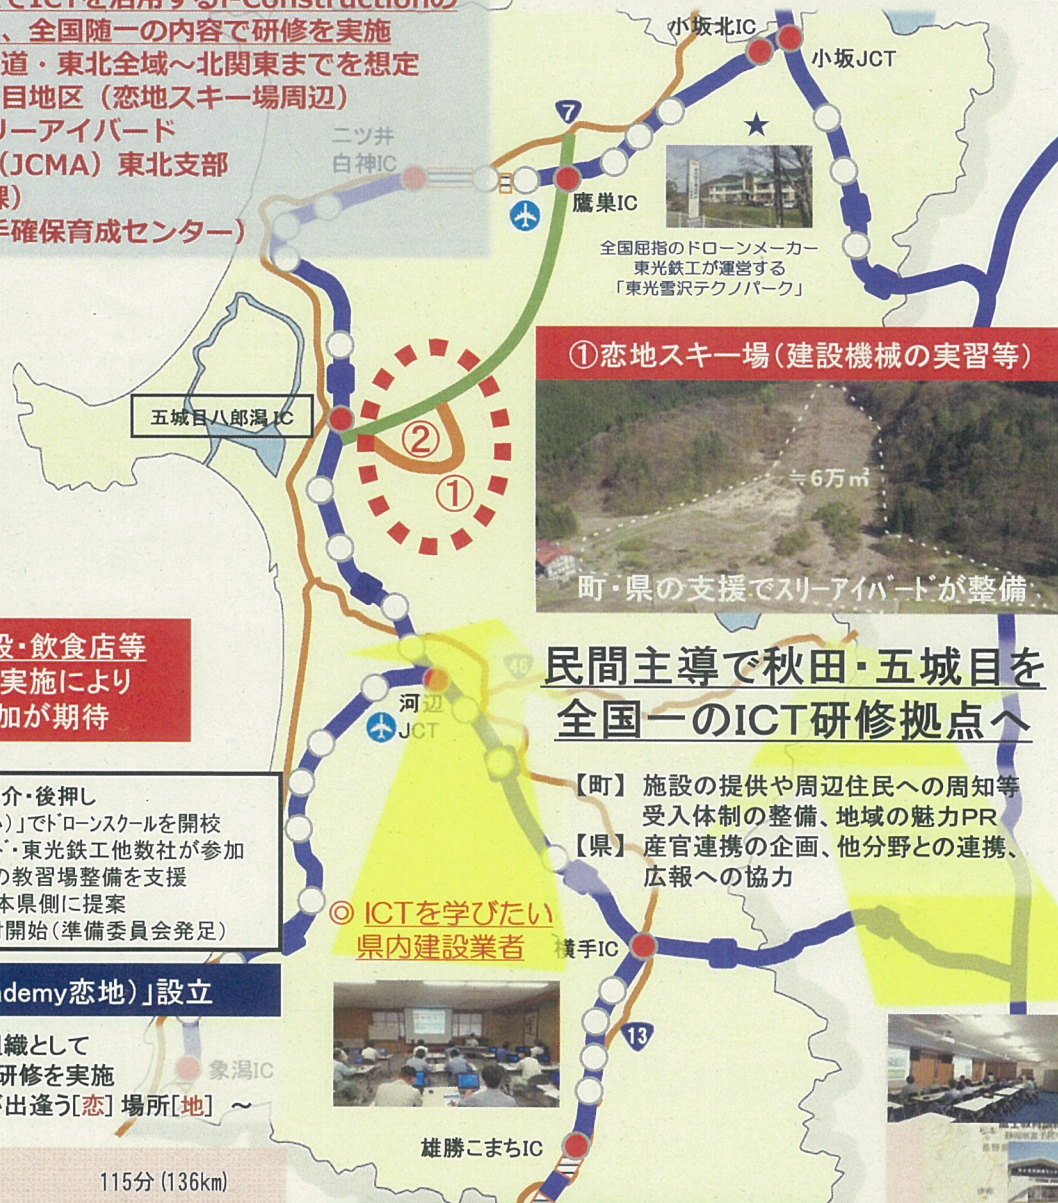 でICTを活用するi-Constructionの
、全国随一の内容で研修を実施
道・東北全域～北関東までを想定
目地区（恋地スキー場周辺）
リーアイバード
（JCMA）東北支部
課）
手確保育成センター）
小坂北IC
小坂JCT
二ツ井
白神IC
7
鷹巣IC
全国屈指のドローンメーカー
東光鉄工が運営する
「東光雪沢テクノパーク」
①恋地スキー場（建設機械の実習等）
≒6万㎡
町・県の支援でスリーアイバードが整備
五城目八郎潟IC
②
①
設・飲食店等
実施により
加が期待
46
河辺
JCT
民間主導で秋田・五城目を
全国一のICT研修拠点へ
【町】 施設の提供や周辺住民への周知等
受入体制の整備、地域の魅力PR
【県】 産官連携の企画、他分野との連携、
広報への協力
介・後押し
）」でドローンスクールを開校
ド・東光鉄工他数社が参加
の教習場整備を支援
本県側に提案
討開始（準備委員会発足）
◎ ICTを学びたい
県内建設業者
横手IC
ademy恋地）」設立
組織として
研修を実施
が出逢う[恋] 場所[地] ～
象潟IC
13
雄勝こまちIC
115分 (136km)